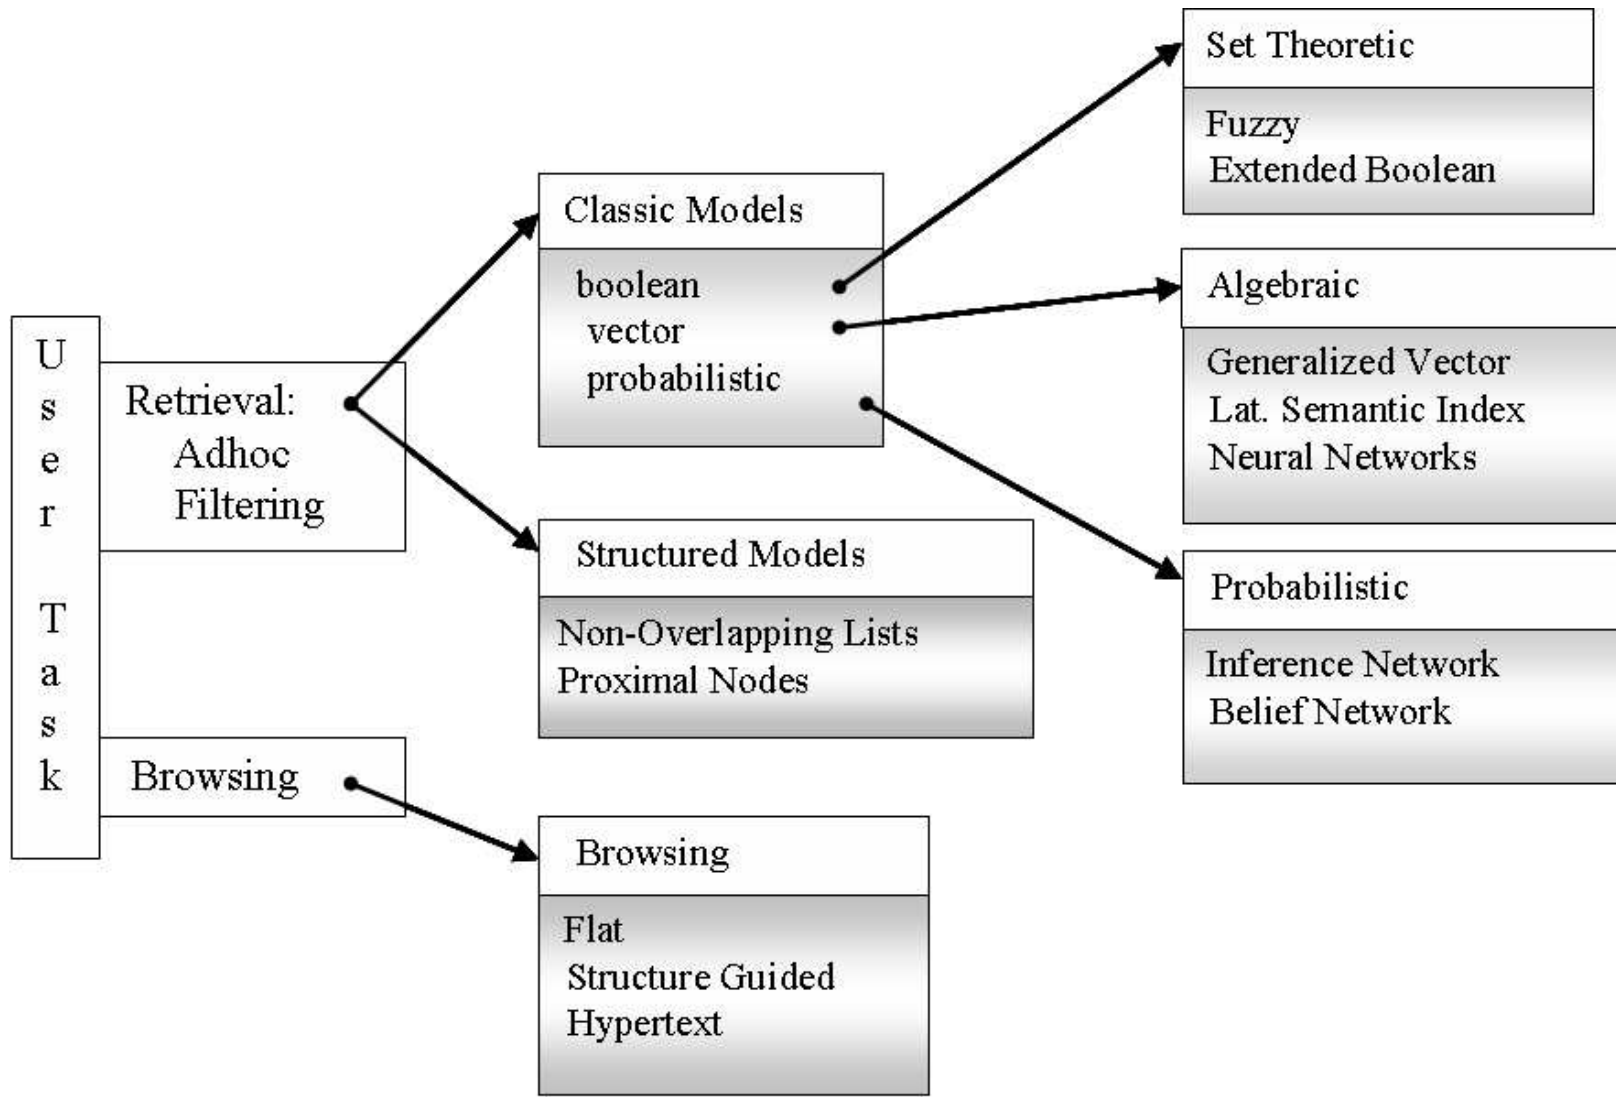 User Task
Retrieval:
Adhoc
Filtering
Browsing
Classic Models
boolean
vector
probabilistic
Structured Models
Non-Overlapping Lists
Proximal Nodes
Browsing
Flat
Structure Guided
Hypertext
Set Theoretic
Fuzzy
Extended Boolean
Algebraic
Generalized Vector
Lat. Semantic Index
Neural Networks
Probabilistic
Inference Network
Belief Network